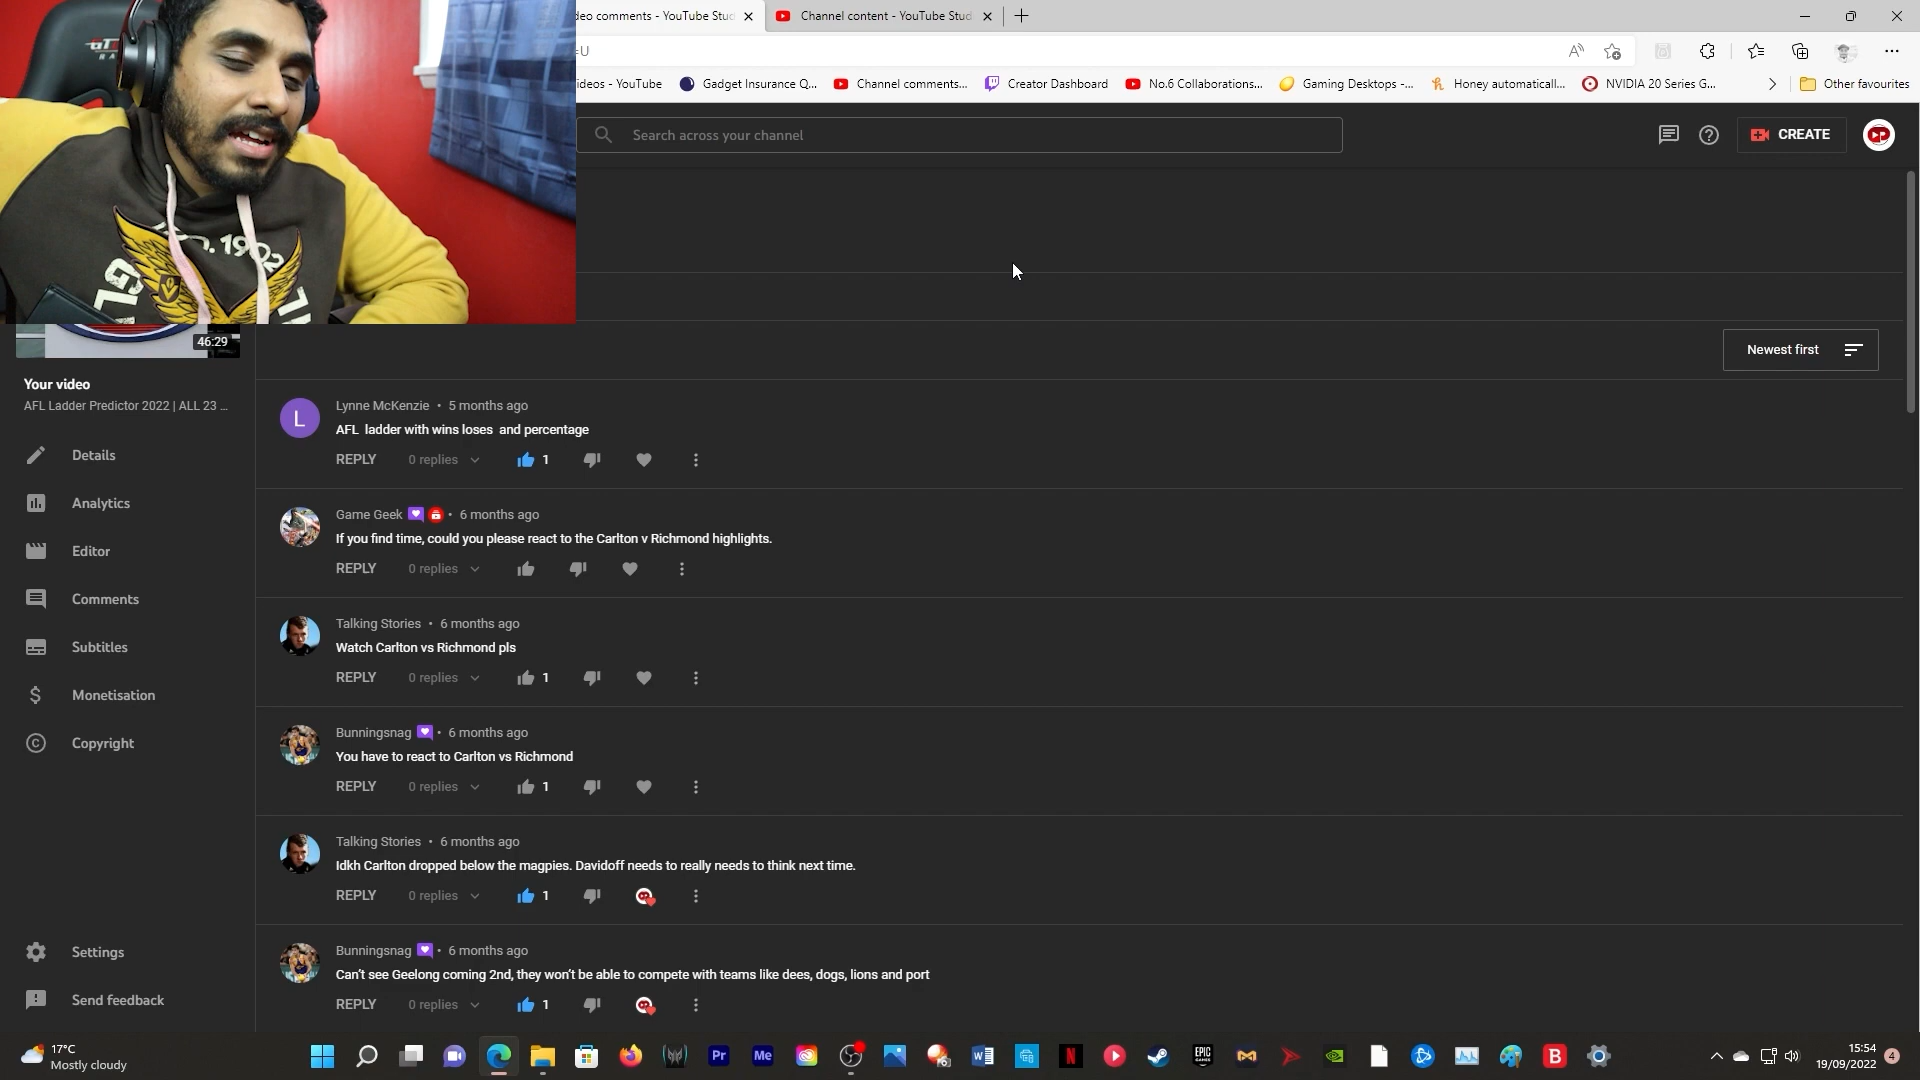 deo comments - YouTube Stud
Channel content - YouTube Stud
=U
ideos - YouTube
Gadget Insurance Q...
Channel comments...
Creator Dashboard
No.6 Collaborations...
Gaming Desktops -...
Honey automaticall...
NVIDIA 20 Series G...
Other favourites
Search across your channel
CREATE
O. 1902
46:29
Newest first
Your video
AFL Ladder Predictor 2022 | ALL 23 ...
Details
Analytics
Editor
Comments
Subtitles
Monetisation
Copyright
Settings
Send feedback
L
Lynne McKenzie • 5 months ago
AFL ladder with wins loses and percentage
REPLY 0 replies 1
Game Geek • 6 months ago
If you find time, could you please react to the Carlton v Richmond highlights.
REPLY 0 replies
Talking Stories • 6 months ago
Watch Carlton vs Richmond pls
REPLY 0 replies 1
Bunningsnag • 6 months ago
You have to react to Carlton vs Richmond
REPLY 0 replies 1
Talking Stories • 6 months ago
Idkh Carlton dropped below the magpies. Davidoff needs to really needs to think next time.
REPLY 0 replies 1
Bunningsnag • 6 months ago
Can't see Geelong coming 2nd, they won't be able to compete with teams like dees, dogs, lions and port
REPLY 0 replies 1
17°C
Mostly cloudy
Pr
Me
W
N
EPIC GAMES
B
15:54
19/09/2022
4